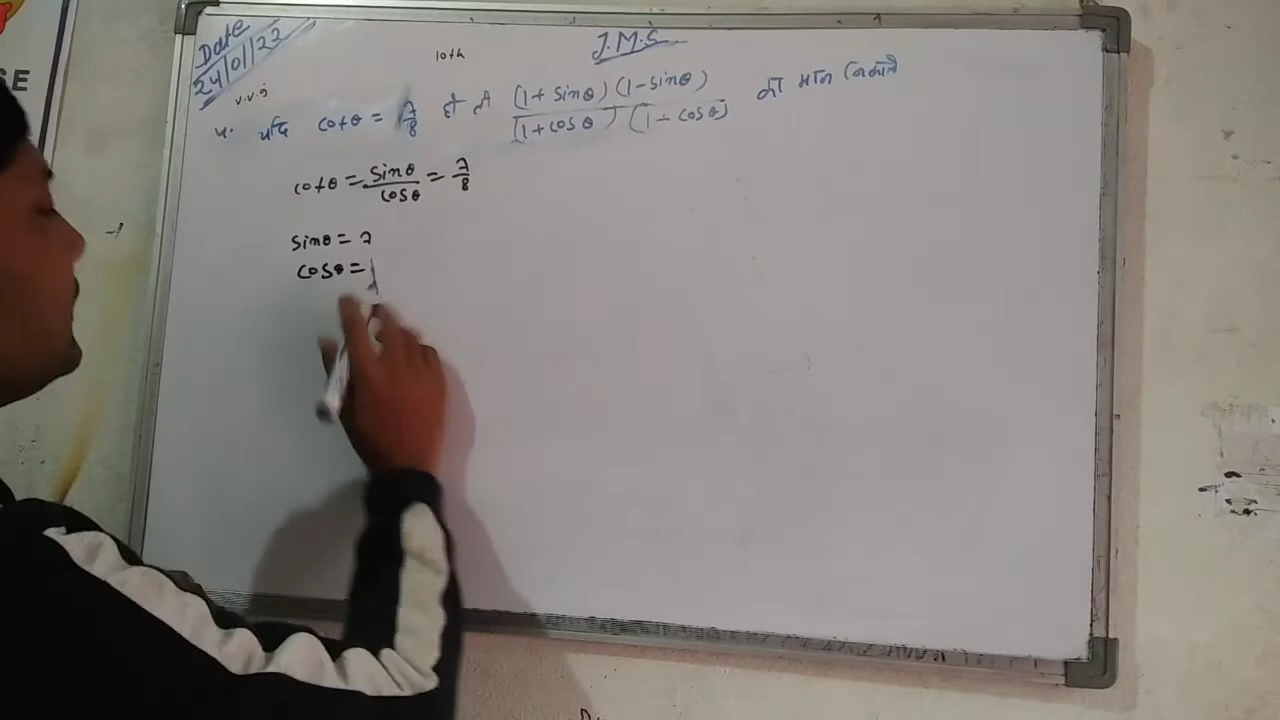 SE
Date
24/01/22
10th
J.M.S
v.v.g
यदि cotθ = 7/8 हो तो (1+sinθ)(1-sinθ) / (1+cosθ)(1-cosθ) का मान निकालें
cotθ = sinθ/cosθ = 7/8
sinθ = 7
cosθ =